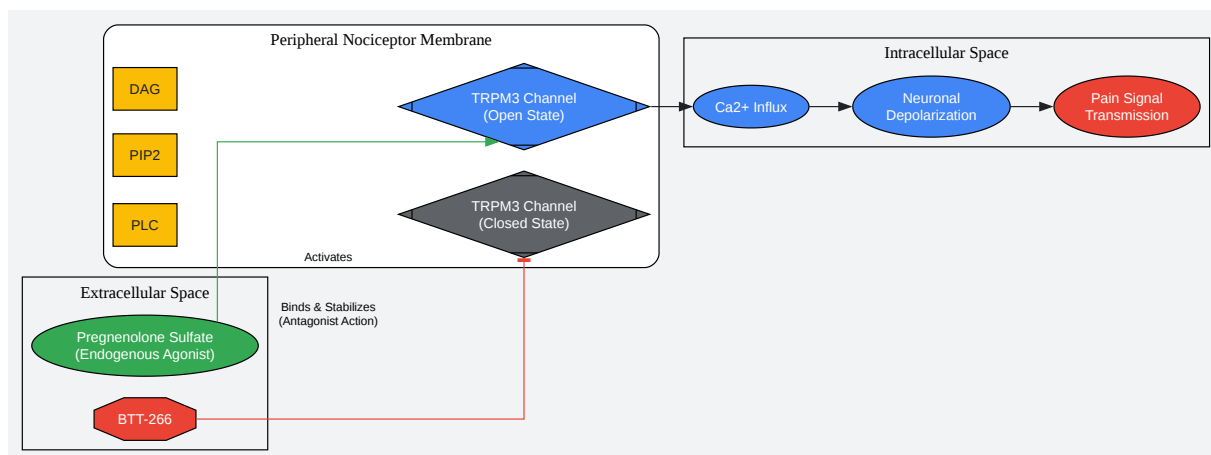 Peripheral Nociceptor Membrane
DAG
PIP2
PLC
TRPM3 Channel
(Open State)
TRPM3 Channel
(Closed State)
Activates
Intracellular Space
Ca2+ Influx
Neuronal
Depolarization
Pain Signal
Transmission
Extracellular Space
Pregnenolone Sulfate
(Endogenous Agonist)
BTT-266
Binds & Stabilizes
(Antagonist Action)